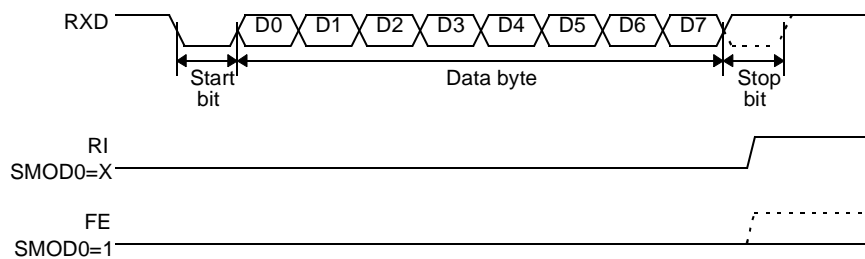 RXD D0 D1 D2 D3 D4 D5 D6 D7
Start bit
Data byte
Stop bit
RI
SMOD0=X
FE
SMOD0=1